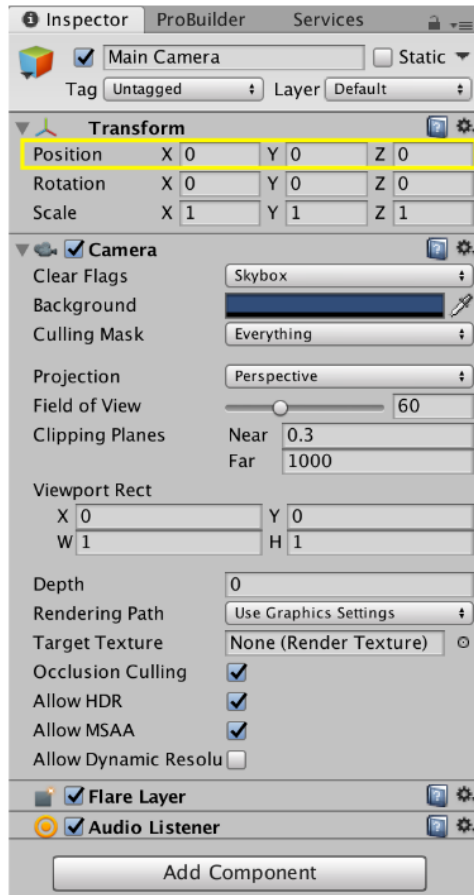 Inspector ProBuilder Services
Main Camera Static
Tag Untagged Layer Default
Transform
Position X 0 Y 0 Z 0
Rotation X 0 Y 0 Z 0
Scale X 1 Y 1 Z 1
Camera
Clear Flags Skybox
Background
Culling Mask Everything
Projection Perspective
Field of View 60
Clipping Planes Near 0.3
Far 1000
Viewport Rect
X 0 Y 0
W 1 H 1
Depth 0
Rendering Path Use Graphics Settings
Target Texture None (Render Texture)
Occlusion Culling
Allow HDR
Allow MSAA
Allow Dynamic Resolu
Flare Layer
Audio Listener
Add Component